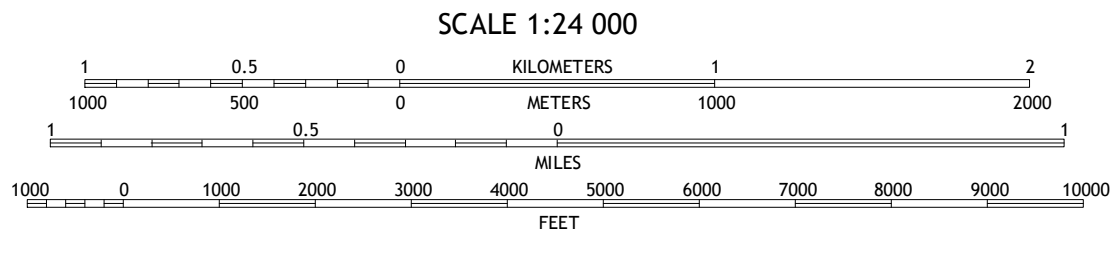 SCALE 1:24 000
1 0.5 0 KILOMETERS 1 2
1000 500 0 METERS 1000 2000
1 0.5 0 1
MILES
1000 0 1000 2000 3000 4000 5000 6000 7000 8000 9000 10000
FEET